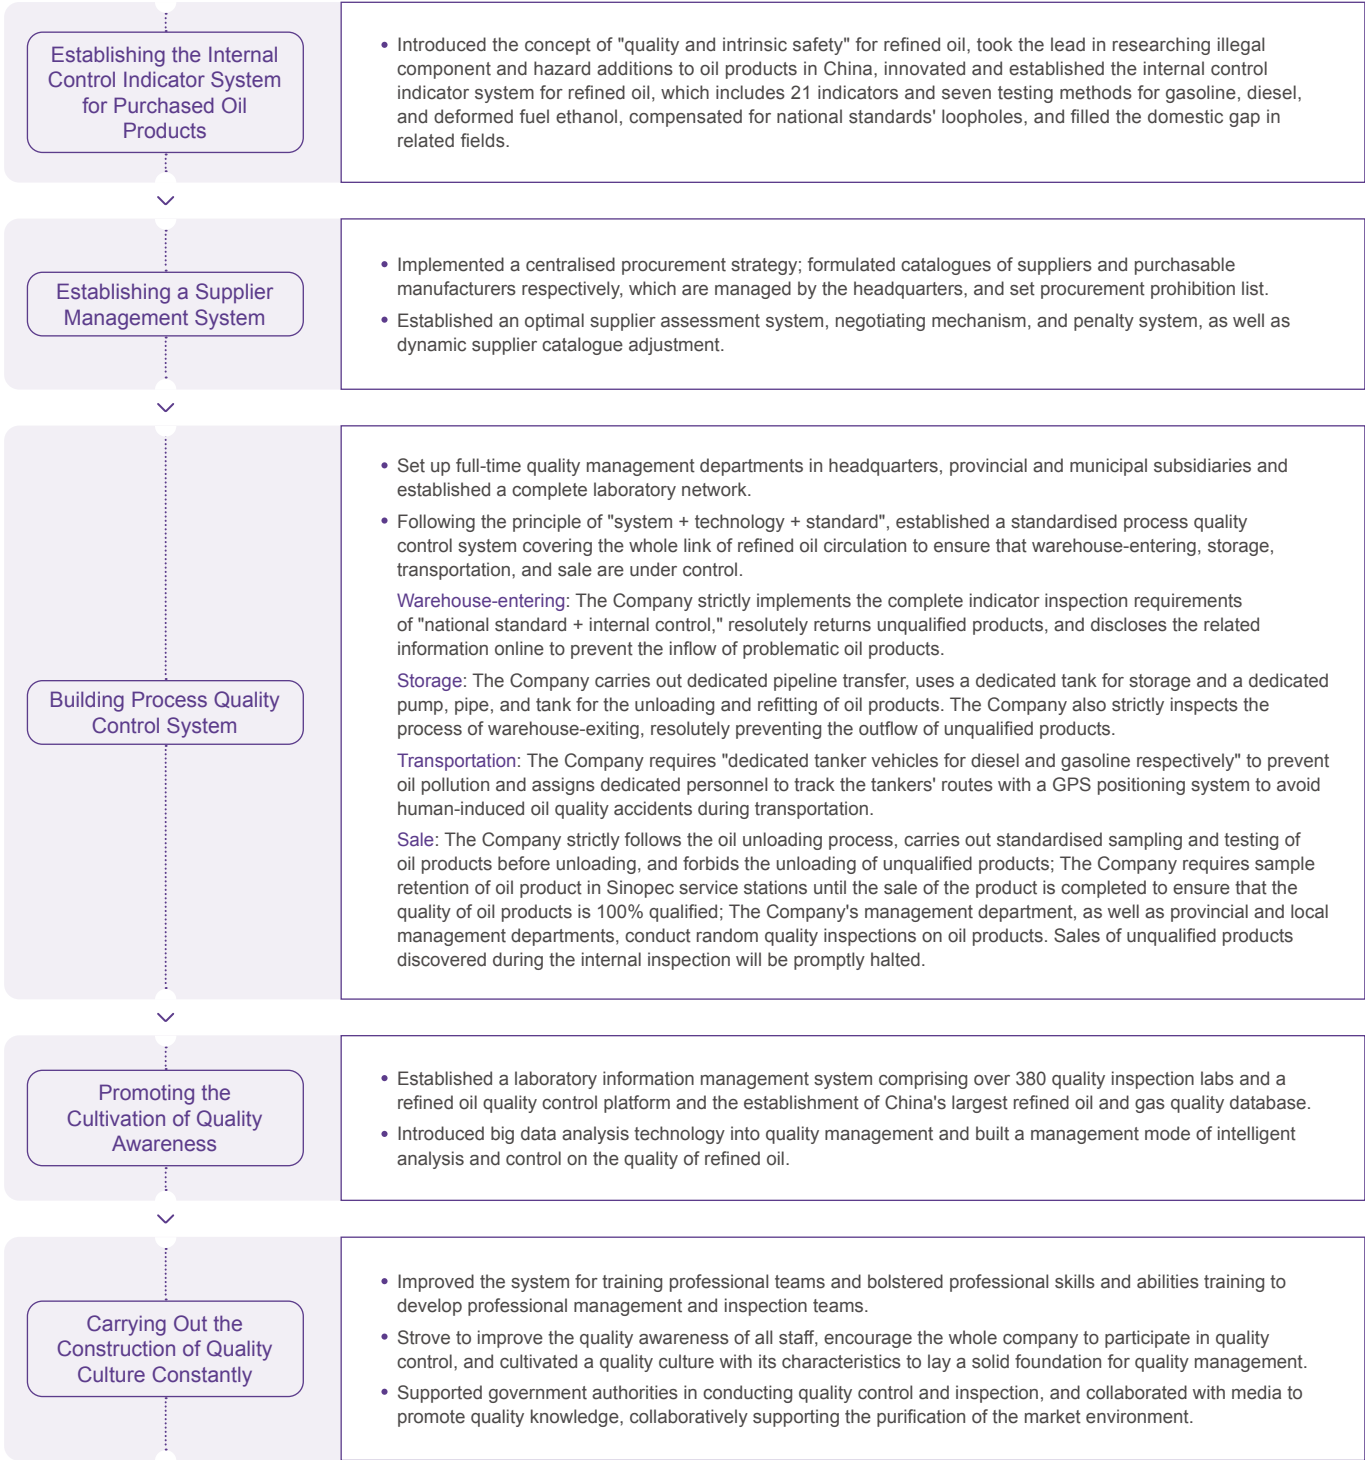 Establishing the Internal
Control Indicator System
for Purchased Oil
Products
• Introduced the concept of "quality and intrinsic safety" for refined oil, took the lead in researching illegal
component and hazard additions to oil products in China, innovated and established the internal control
indicator system for refined oil, which includes 21 indicators and seven testing methods for gasoline, diesel,
and deformed fuel ethanol, compensated for national standards' loopholes, and filled the domestic gap in
related fields.
Establishing a Supplier
Management System
• Implemented a centralised procurement strategy; formulated catalogues of suppliers and purchasable
manufacturers respectively, which are managed by the headquarters, and set procurement prohibition list.
• Established an optimal supplier assessment system, negotiating mechanism, and penalty system, as well as
dynamic supplier catalogue adjustment.
Building Process Quality
Control System
• Set up full-time quality management departments in headquarters, provincial and municipal subsidiaries and
established a complete laboratory network.
• Following the principle of "system + technology + standard", established a standardised process quality
control system covering the whole link of refined oil circulation to ensure that warehouse-entering, storage,
transportation, and sale are under control.
Warehouse-entering: The Company strictly implements the complete indicator inspection requirements
of "national standard + internal control," resolutely returns unqualified products, and discloses the related
information online to prevent the inflow of problematic oil products.
Storage: The Company carries out dedicated pipeline transfer, uses a dedicated tank for storage and a dedicated
pump, pipe, and tank for the unloading and refitting of oil products. The Company also strictly inspects the
process of warehouse-exiting, resolutely preventing the outflow of unqualified products.
Transportation: The Company requires "dedicated tanker vehicles for diesel and gasoline respectively" to prevent
oil pollution and assigns dedicated personnel to track the tankers' routes with a GPS positioning system to avoid
human-induced oil quality accidents during transportation.
Sale: The Company strictly follows the oil unloading process, carries out standardised sampling and testing of
oil products before unloading, and forbids the unloading of unqualified products; The Company requires sample
retention of oil product in Sinopec service stations until the sale of the product is completed to ensure that the
quality of oil products is 100% qualified; The Company's management department, as well as provincial and local
management departments, conduct random quality inspections on oil products. Sales of unqualified products
discovered during the internal inspection will be promptly halted.
Promoting the
Cultivation of Quality
Awareness
• Established a laboratory information management system comprising over 380 quality inspection labs and a
refined oil quality control platform and the establishment of China's largest refined oil and gas quality database.
• Introduced big data analysis technology into quality management and built a management mode of intelligent
analysis and control on the quality of refined oil.
Carrying Out the
Construction of Quality
Culture Constantly
• Improved the system for training professional teams and bolstered professional skills and abilities training to
develop professional management and inspection teams.
• Strove to improve the quality awareness of all staff, encourage the whole company to participate in quality
control, and cultivated a quality culture with its characteristics to lay a solid foundation for quality management.
• Supported government authorities in conducting quality control and inspection, and collaborated with media to
promote quality knowledge, collaboratively supporting the purification of the market environment.